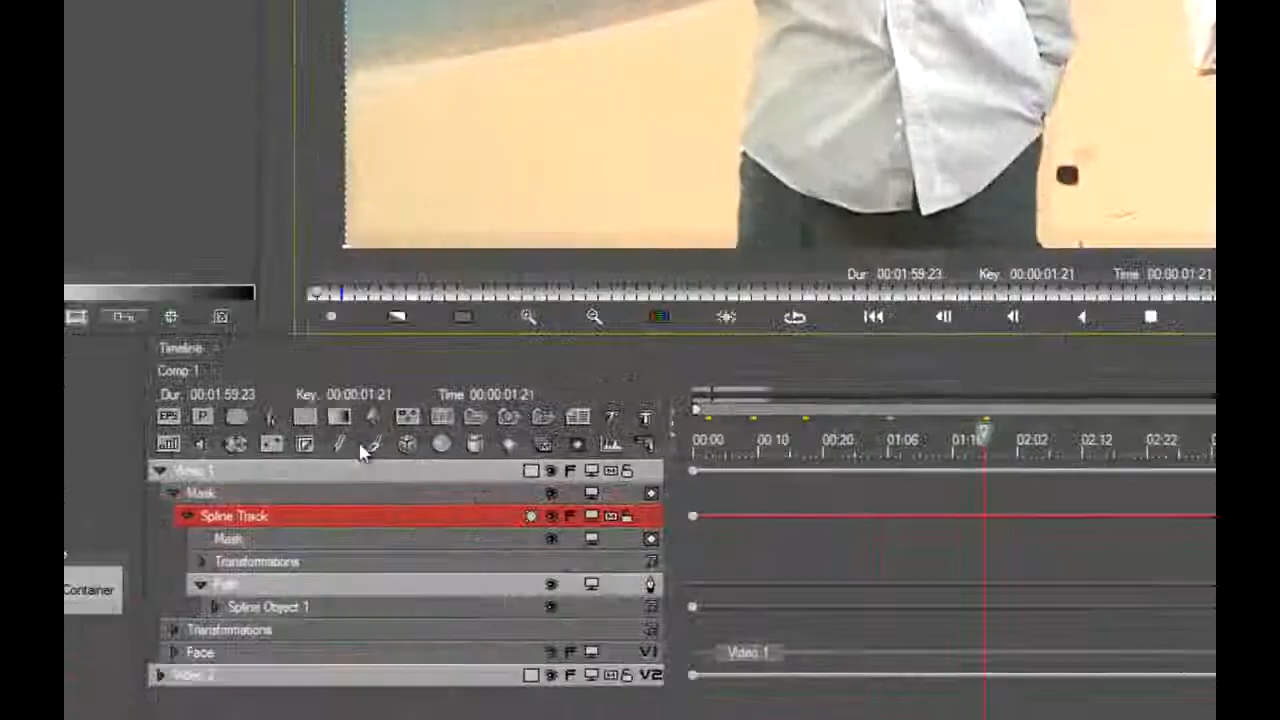 Dur: 00:01:59:23 Key: 00:00:01:21 Time 00:00:01:21
Timeline
Comp 1
Dur: 00:01:59:23 Key: 00:00:01:21 Time 00:00:01:21
EPS P T
00:00 00:10 00:20 01:06 02:02 02:12 02:22
Video 1 F
Mask
Spline Track F
Mask
Transformations
Path
Container
Spline Object 1
Transformations
Face F V1 Video 1
Video 2 F V2